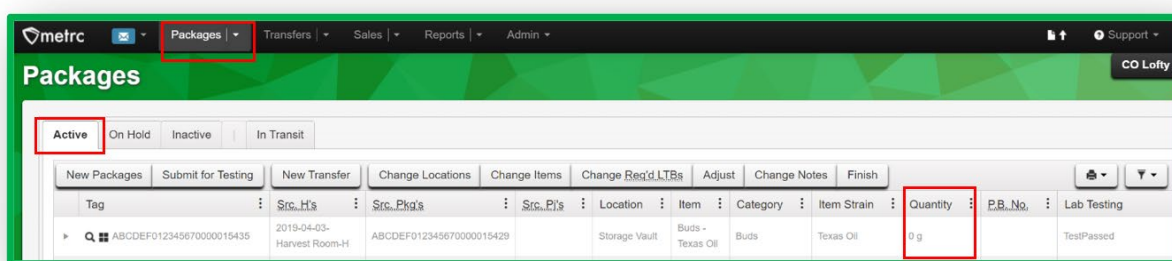 metrc Packages | Transfers | Sales | Reports | Admin Support
CO Lofty
Packages
Active On Hold Inactive | In Transit
New Packages Submit for Testing New Transfer Change Locations Change Items Change Req'd LTBs Adjust Change Notes Finish
Tag Src. H's Src. Pkg's Src. Pj's Location Item Category Item Strain Quantity P.B. No. Lab Testing
ABCDEF012345670000015435 2019-04-03-Harvest Room-H ABCDEF012345670000015429 Storage Vault Buds - Texas Oil Buds Texas Oil 0 g TestPassed